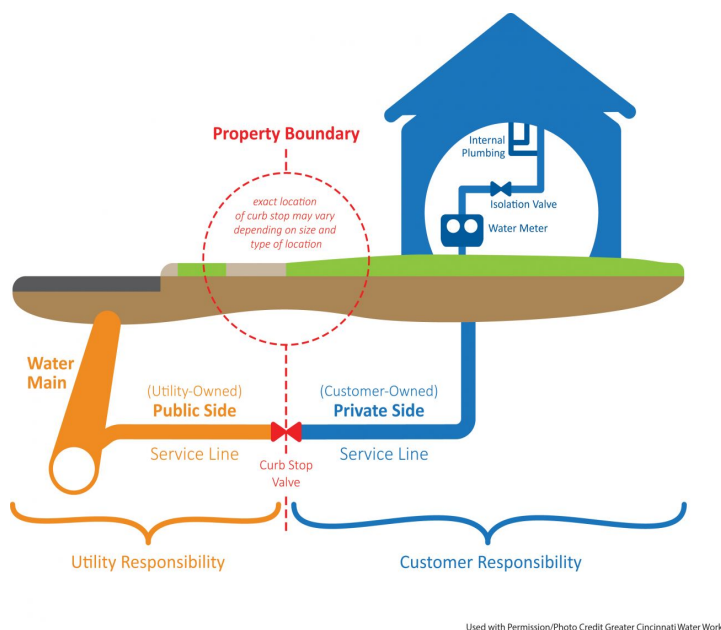 Property Boundary
exact location
of curb stop may vary
depending on size and
type of location
Internal
Plumbing
Isolation Valve
Water Meter
Water
Main
(Utility-Owned)
Public Side
Service Line
(Customer-Owned)
Private Side
Service Line
Curb Stop
Valve
Utility Responsibility
Customer Responsibility
Used with Permission/Photo Credit Greater Cincinnati Water Work